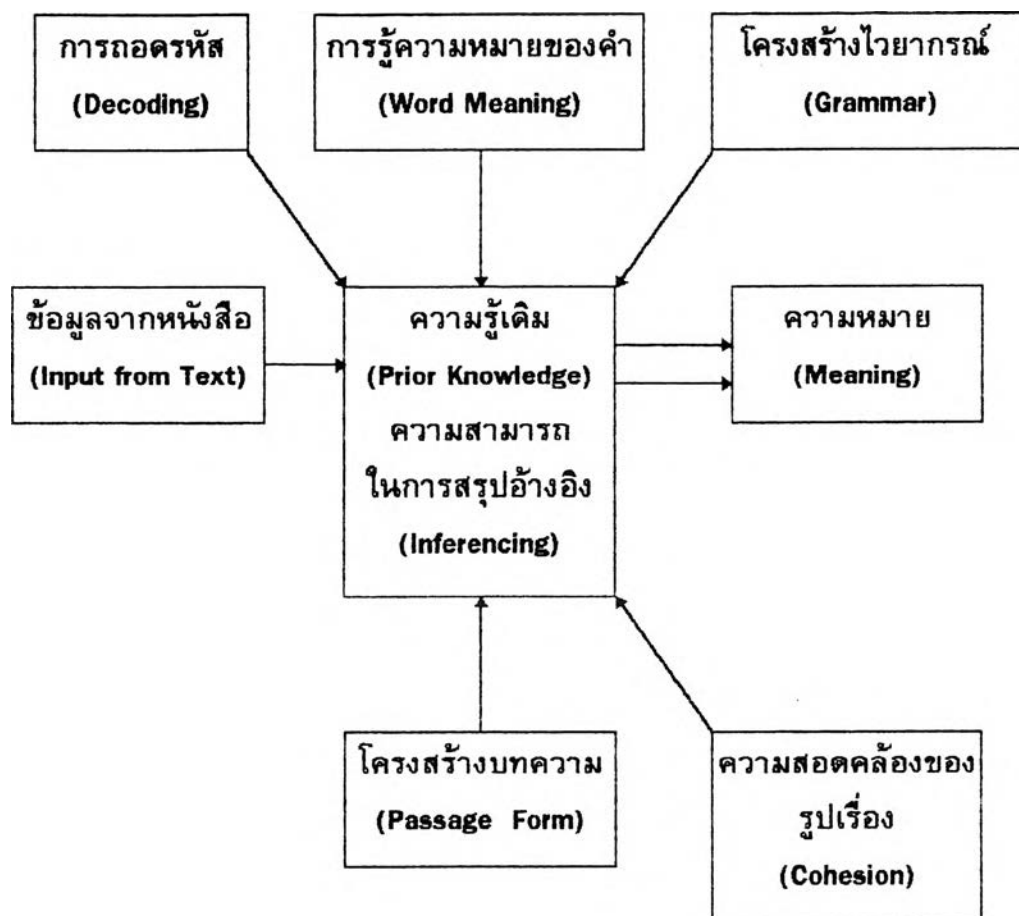 การถอดรหัส
(Decoding)
การรู้ความหมายของคำ
(Word Meaning)
โครงสร้างไวยากรณ์
(Grammar)
ข้อมูลจากหนังสือ
(Input from Text)
ความรู้เดิม
(Prior Knowledge)
ความสามารถ
ในการสรุปอ้างอิง
(Inferencing)
ความหมาย
(Meaning)
โครงสร้างบทความ
(Passage Form)
ความสอดคล้องของ
รูปเรื่อง
(Cohesion)